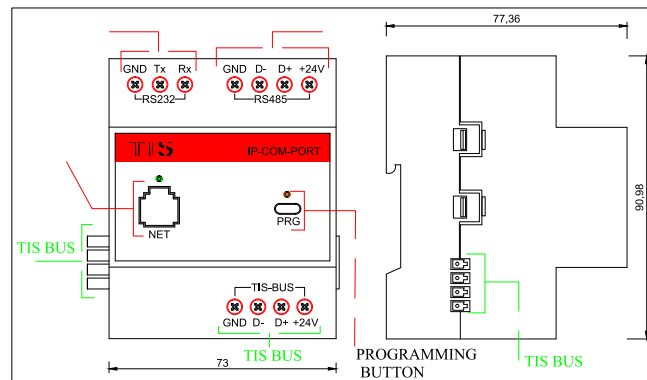 77,36
GND Tx Rx
GND D- D+ +24V
RS232
RS485
TIS
IP-COM-PORT
NET
PRG
90,98
TIS BUS
TIS-BUS
GND D- D+ +24V
TIS BUS
73
PROGRAMMING
BUTTON
TIS BUS